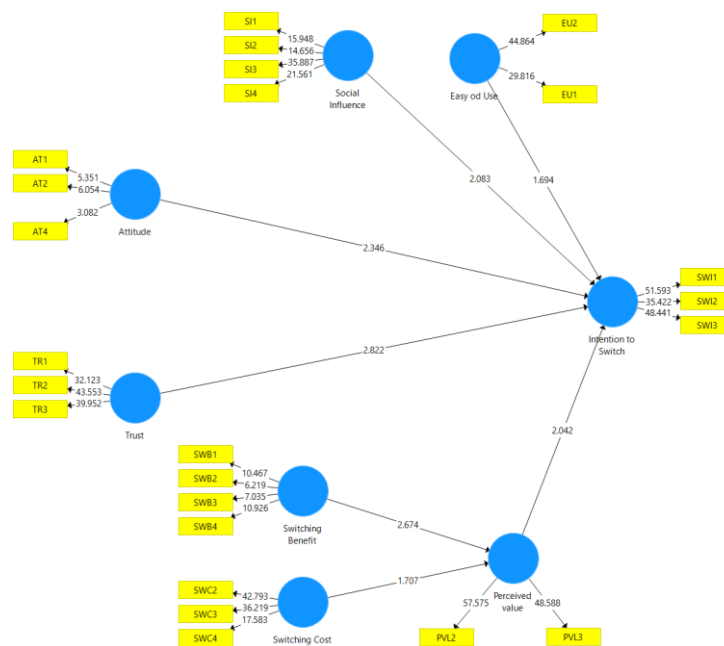 EU2
SI1
15.948
44.864
SI2
14.656
SI3
35.887
29.816
SI4
21.561
Social
Influence
Easy od Use
EU1
AT1
5.351
AT2
6.054
2.083
1.694
3.082
AT4
Attitude
2.346
SWI1
51.593
35.422
SWI2
48.441
SWI3
Intention to
Switch
2.822
TR1
32.123
TR2
43.553
TR3
39.952
Trust
2.042
SWB1
10.467
SWB2
6.219
SWB3
7.035
SWB4
10.926
Switching
Benefit
2.674
SWC2
42.793
1.707
SWC3
36.219
SWC4
17.583
Switching Cost
Perceived
value
57.575
48.588
PVL2
PVL3